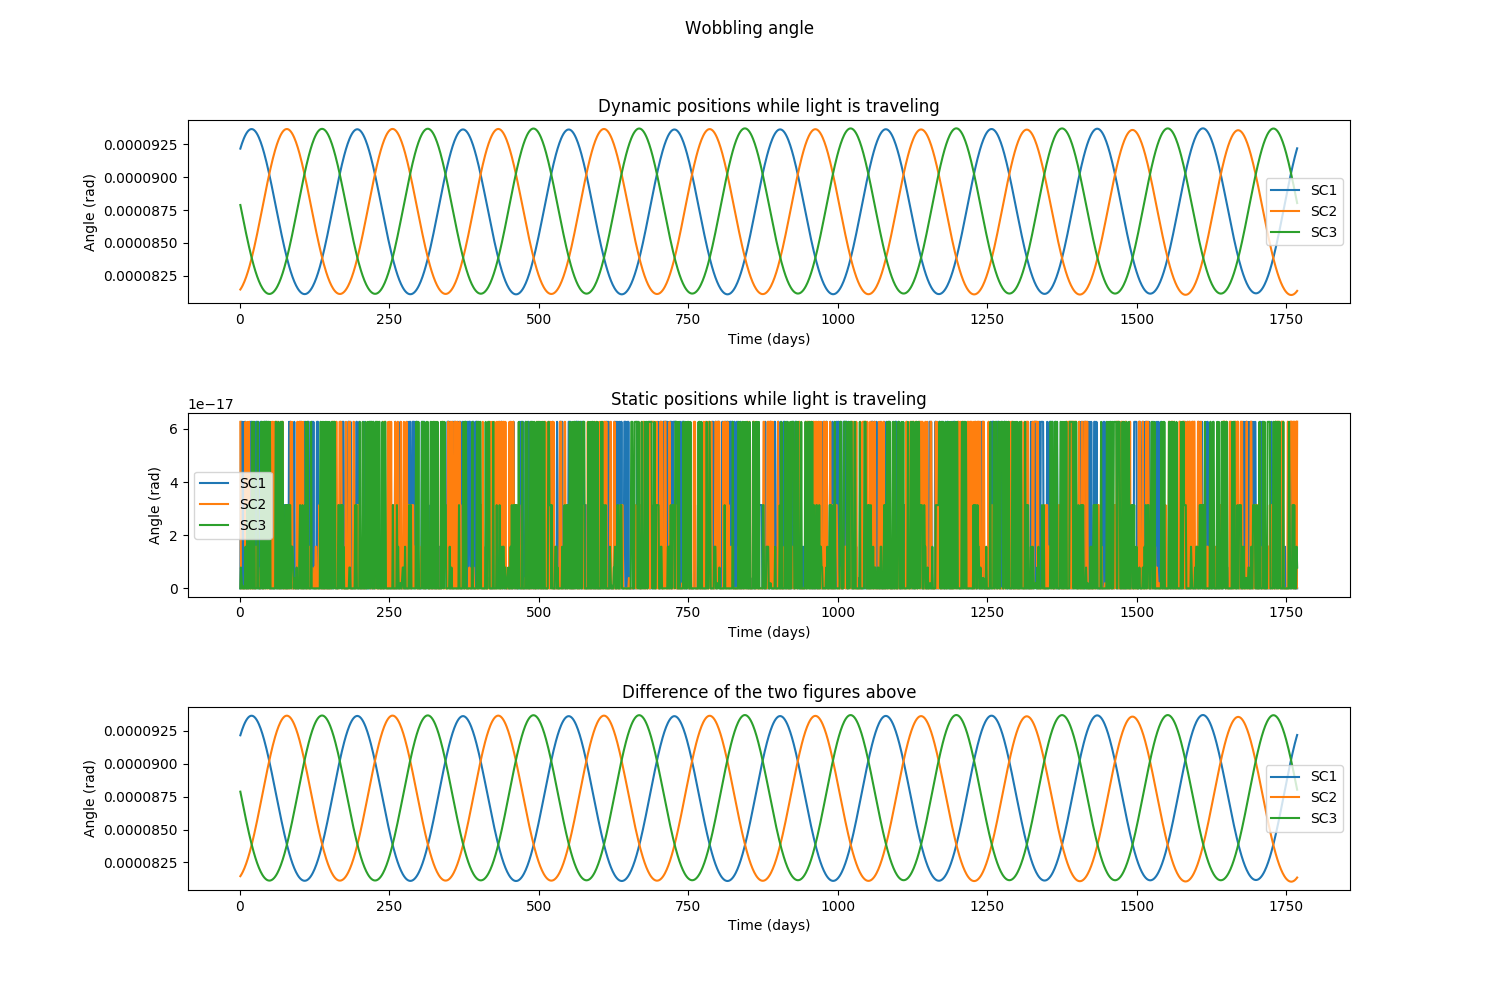 Wobbling angle
Dynamic positions while light is traveling
Angle (rad)
0.0000925
0.0000900
0.0000875
0.0000850
0.0000825
SC1
SC2
SC3
0 250 500 750 1000 1250 1500 1750
Time (days)
Static positions while light is traveling
1e−17
Angle (rad)
6
4
2
0
SC1
SC2
SC3
0 250 500 750 1000 1250 1500 1750
Time (days)
Difference of the two figures above
Angle (rad)
0.0000925
0.0000900
0.0000875
0.0000850
0.0000825
SC1
SC2
SC3
0 250 500 750 1000 1250 1500 1750
Time (days)